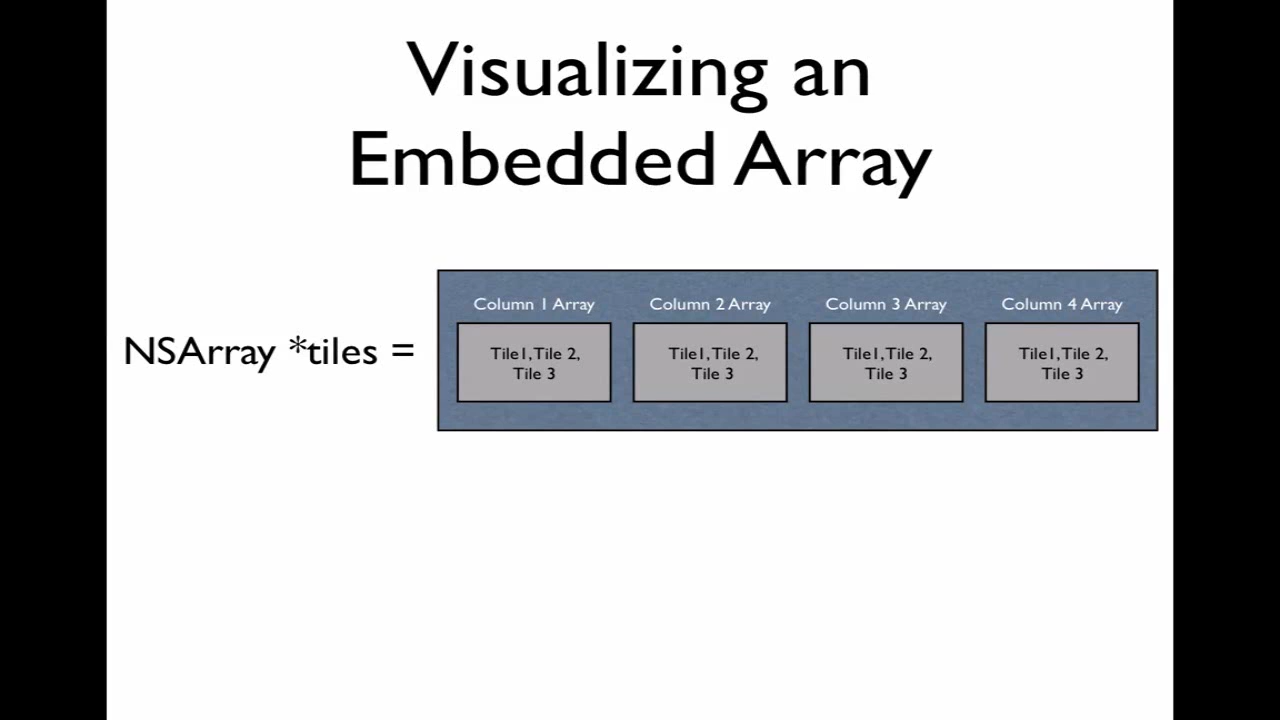 Visualizing an
Embedded Array
NSArray *tiles =
Column 1 Array
Tile1, Tile 2,
Tile 3
Column 2 Array
Tile1, Tile 2,
Tile 3
Column 3 Array
Tile1, Tile 2,
Tile 3
Column 4 Array
Tile1, Tile 2,
Tile 3